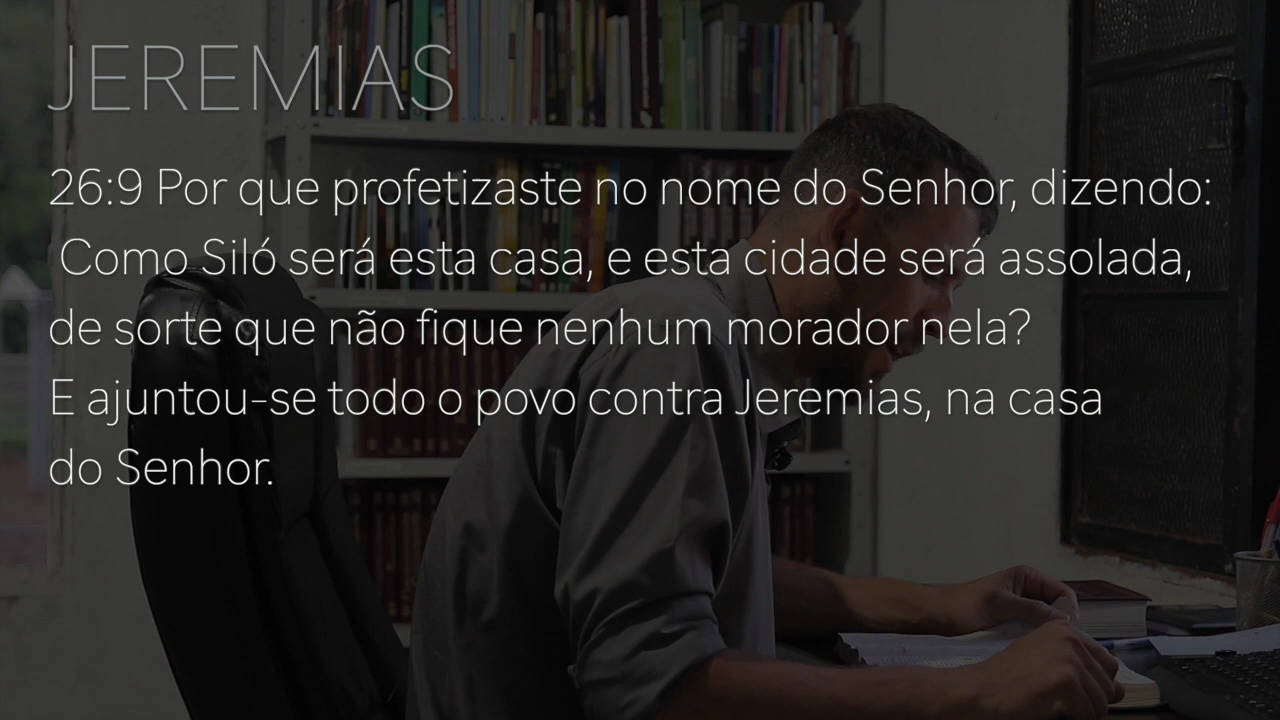 JEREMIAS
26:9 Por que profetizaste no nome do Senhor, dizendo:
Como Siló será esta casa, e esta cidade será assolada,
de sorte que não fique nenhum morador nela?
E ajuntou-se todo o povo contra Jeremias, na casa
do Senhor.